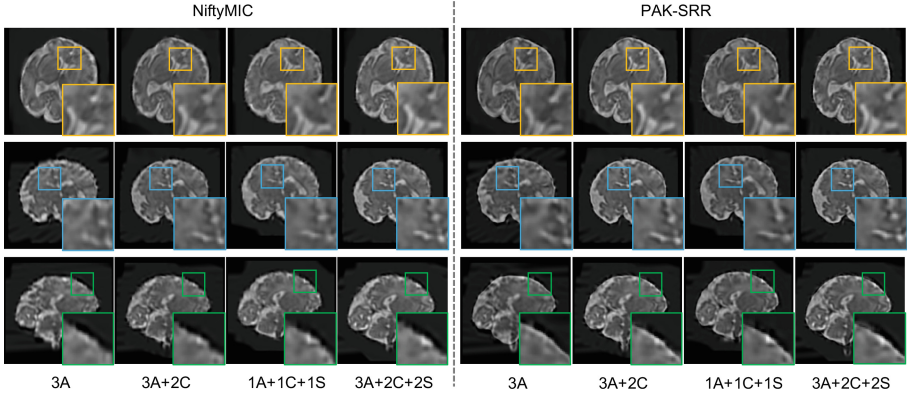 NiftyMIC PAK-SRR
3A 3A+2C 1A+1C+1S 3A+2C+2S 3A 3A+2C 1A+1C+1S 3A+2C+2S